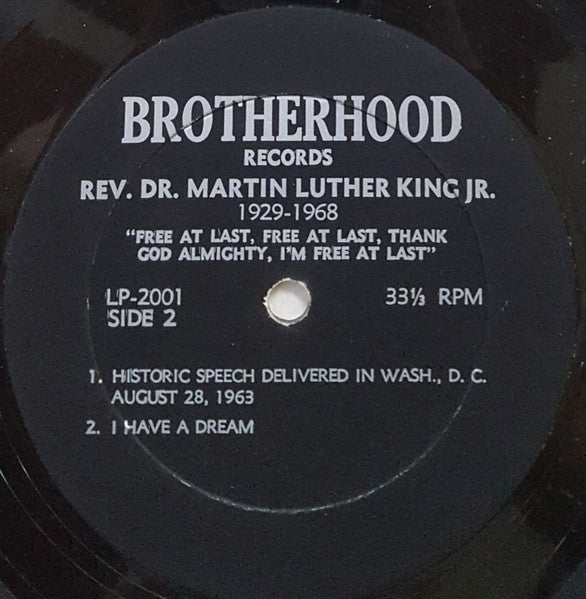 BROTHERHOOD
RECORDS
REV. DR. MARTIN LUTHER KING JR.
1929-1968
"FREE AT LAST, FREE AT LAST, THANK
GOD ALMIGHTY, I'M FREE AT LAST"
LP-2001 33⅓ RPM
SIDE 2
1. HISTORIC SPEECH DELIVERED IN WASH., D. C.
AUGUST 28, 1963
2. I HAVE A DREAM